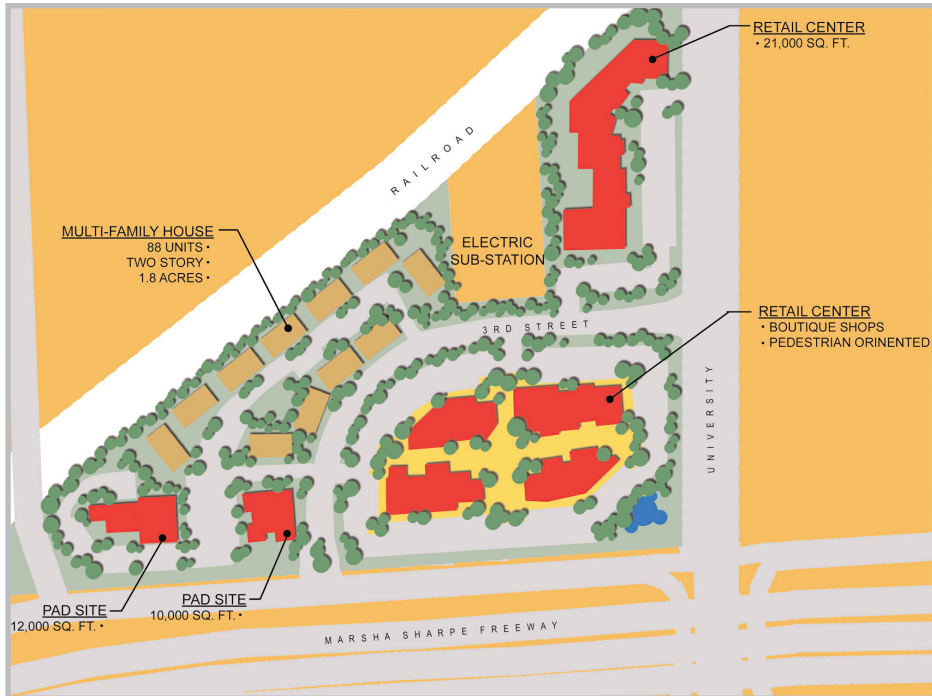 RETAIL CENTER
• 21,000 SQ. FT.
RAILROAD
MULTI-FAMILY HOUSE
88 UNITS •
TWO STORY •
1.8 ACRES •
ELECTRIC
SUB-STATION
3RD STREET
RETAIL CENTER
• BOUTIQUE SHOPS
• PEDESTRIAN ORINENTED
UNIVERSITY
PAD SITE
12,000 SQ. FT. •
PAD SITE
10,000 SQ. FT. •
MARSHA SHARPE FREEWAY